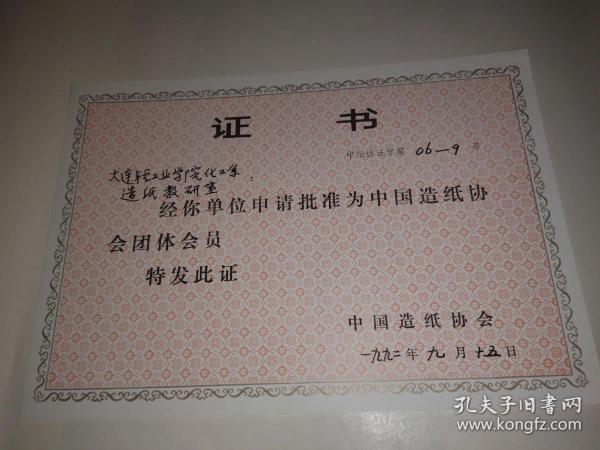 证 书
中造协证字第 06-9 号
大连轻工业学院化工系
造纸教研室：
经你单位申请批准为中国造纸协
会团体会员
特发此证
中国造纸协会
一九九二年九月十五日
孔夫子旧书网
www.kongfz.com